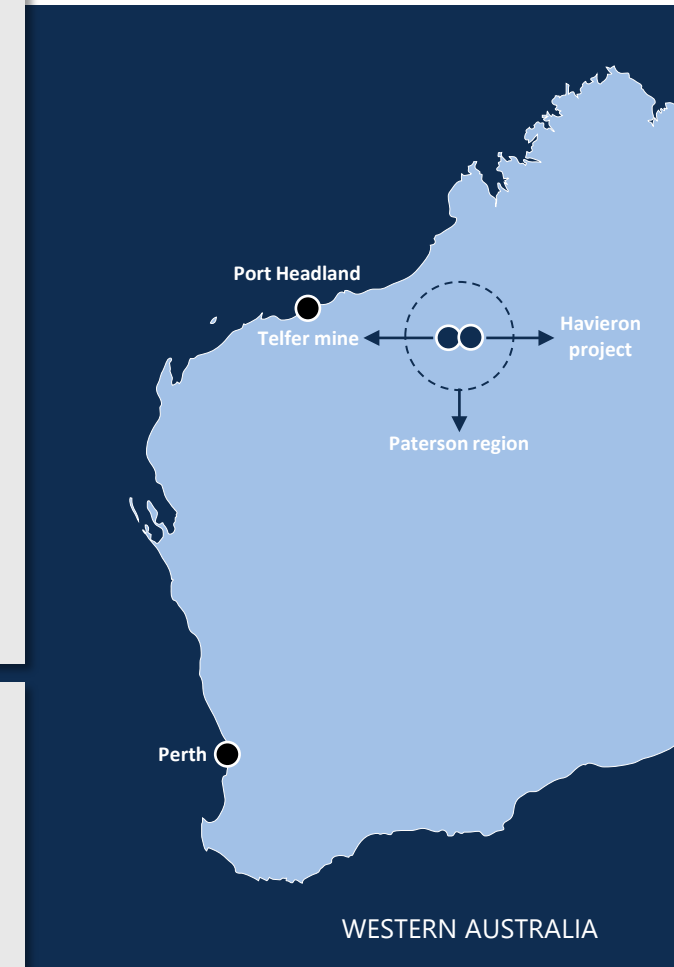 Port Headland
Telfer mine
Havieron
project
Paterson region
Perth
WESTERN AUSTRALIA